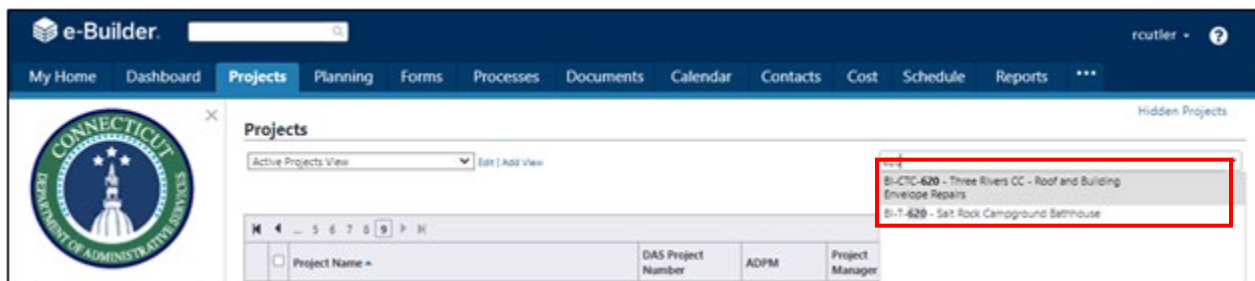 e-Builder.
rcutler
?
My Home Dashboard Projects Planning Forms Processes Documents Calendar Contacts Cost Schedule Reports •••
Hidden Projects
CONNECTICUT
DEPARTMENT OF ADMINISTRATIVE SERVICES
Projects
Active Projects View
Edit | Add View
620
BI-CTC-620 - Three Rivers CC - Roof and Building
Envelope Repairs
BI-T-620 - Salt Rock Campground Bathhouse
... 5 6 7 8 9
Project Name
DAS Project
Number
ADPM
Project
Manager